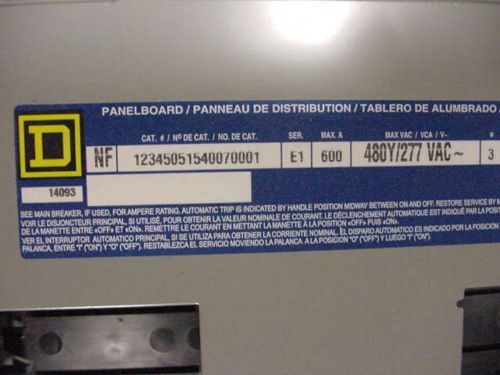 PANELBOARD / PANNEAU DE DISTRIBUTION / TABLERO DE ALUMBRADO
CAT. # / Nº DE CAT. / NO. DE CAT. SER. MAX. A MAX VAC / VCA / V~ ø
D NF 12345051540070001 E1 600 480Y/277 VAC~ 3
14093
SEE MAIN BREAKER, IF USED, FOR AMPERE RATING. AUTOMATIC TRIP IS INDICATED BY HANDLE POSITION MIDWAY BETWEEN ON AND OFF. RESTORE SERVICE BY M
VOIR LE DISJONCTEUR PRINCIPAL, SI UTILISÉ, POUR OBTENIR LA VALEUR NOMINALE DE COURANT. LE DÉCLENCHEMENT AUTOMATIQUE EST INDIQUÉ PAR LA POSIT
DE LA MANETTE ENTRE «OFF» ET «ON». REMETTRE LE COURANT EN METTANT LA MANETTE À LA POSITION «OFF» PUIS «ON».
VER EL INTERRUPTOR AUTOMATICO PRINCIPAL, SI SE UTILIZA PARA OBTENER LA CORRIENTE NOMINAL. EL DISPARO AUTOMATICO ES INDICADO POR LA POSICION
PALANCA, ENTRE "I" ("ON") Y "O" ("OFF"). RESTABLEZCA EL SERVICIO MOVIENDO LA PALANCA A LA POSICION "O" ("OFF") Y LUEGO "I" ("ON").